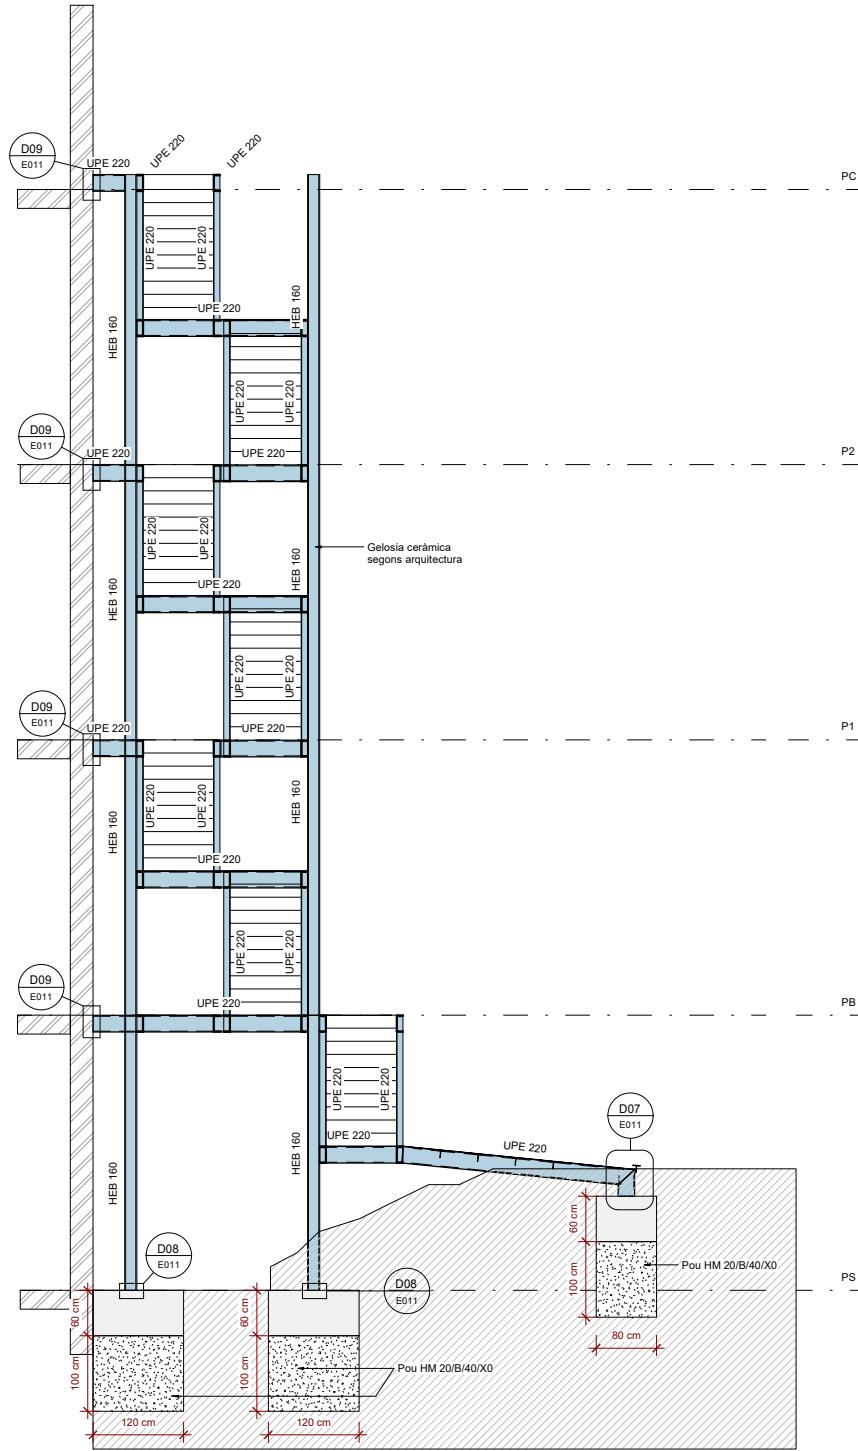 UPE 220
UPE 220
D09
E011
UPE 220
PC
UPE 220
UPE 220
UPE 220
HEB 160
HEB 160
UPE 220
UPE 220
D09
E011
UPE 220
UPE 220
P2
UPE 220
UPE 220
Gelosia ceràmica
segons arquitectura
HEB 160
UPE 220
HEB 160
UPE 220
UPE 220
D09
E011
UPE 220
UPE 220
P1
UPE 220
UPE 220
HEB 160
HEB 160
UPE 220
UPE 220
UPE 220
D09
E011
UPE 220
PB
UPE 220
UPE 220
D07
E011
UPE 220
UPE 220
HEB 160
HEB 160
60 cm
D08
E011
Pou HM 20/B/40/X0
PS
D08
E011
100 cm
60 cm
60 cm
80 cm
Pou HM 20/B/40/X0
100 cm
100 cm
120 cm
120 cm